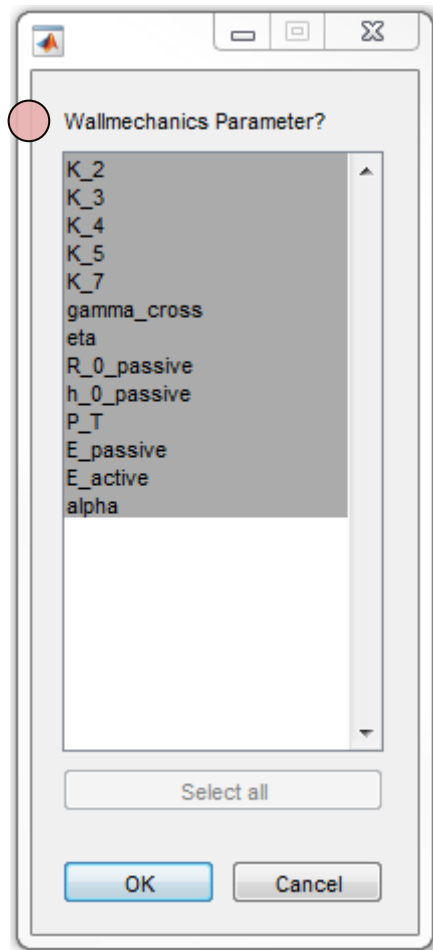 Wallmechanics Parameter?
K_2
K_3
K_4
K_5
K_7
gamma_cross
eta
R_0_passive
h_0_passive
P_T
E_passive
E_active
alpha
Select all
OK
Cancel